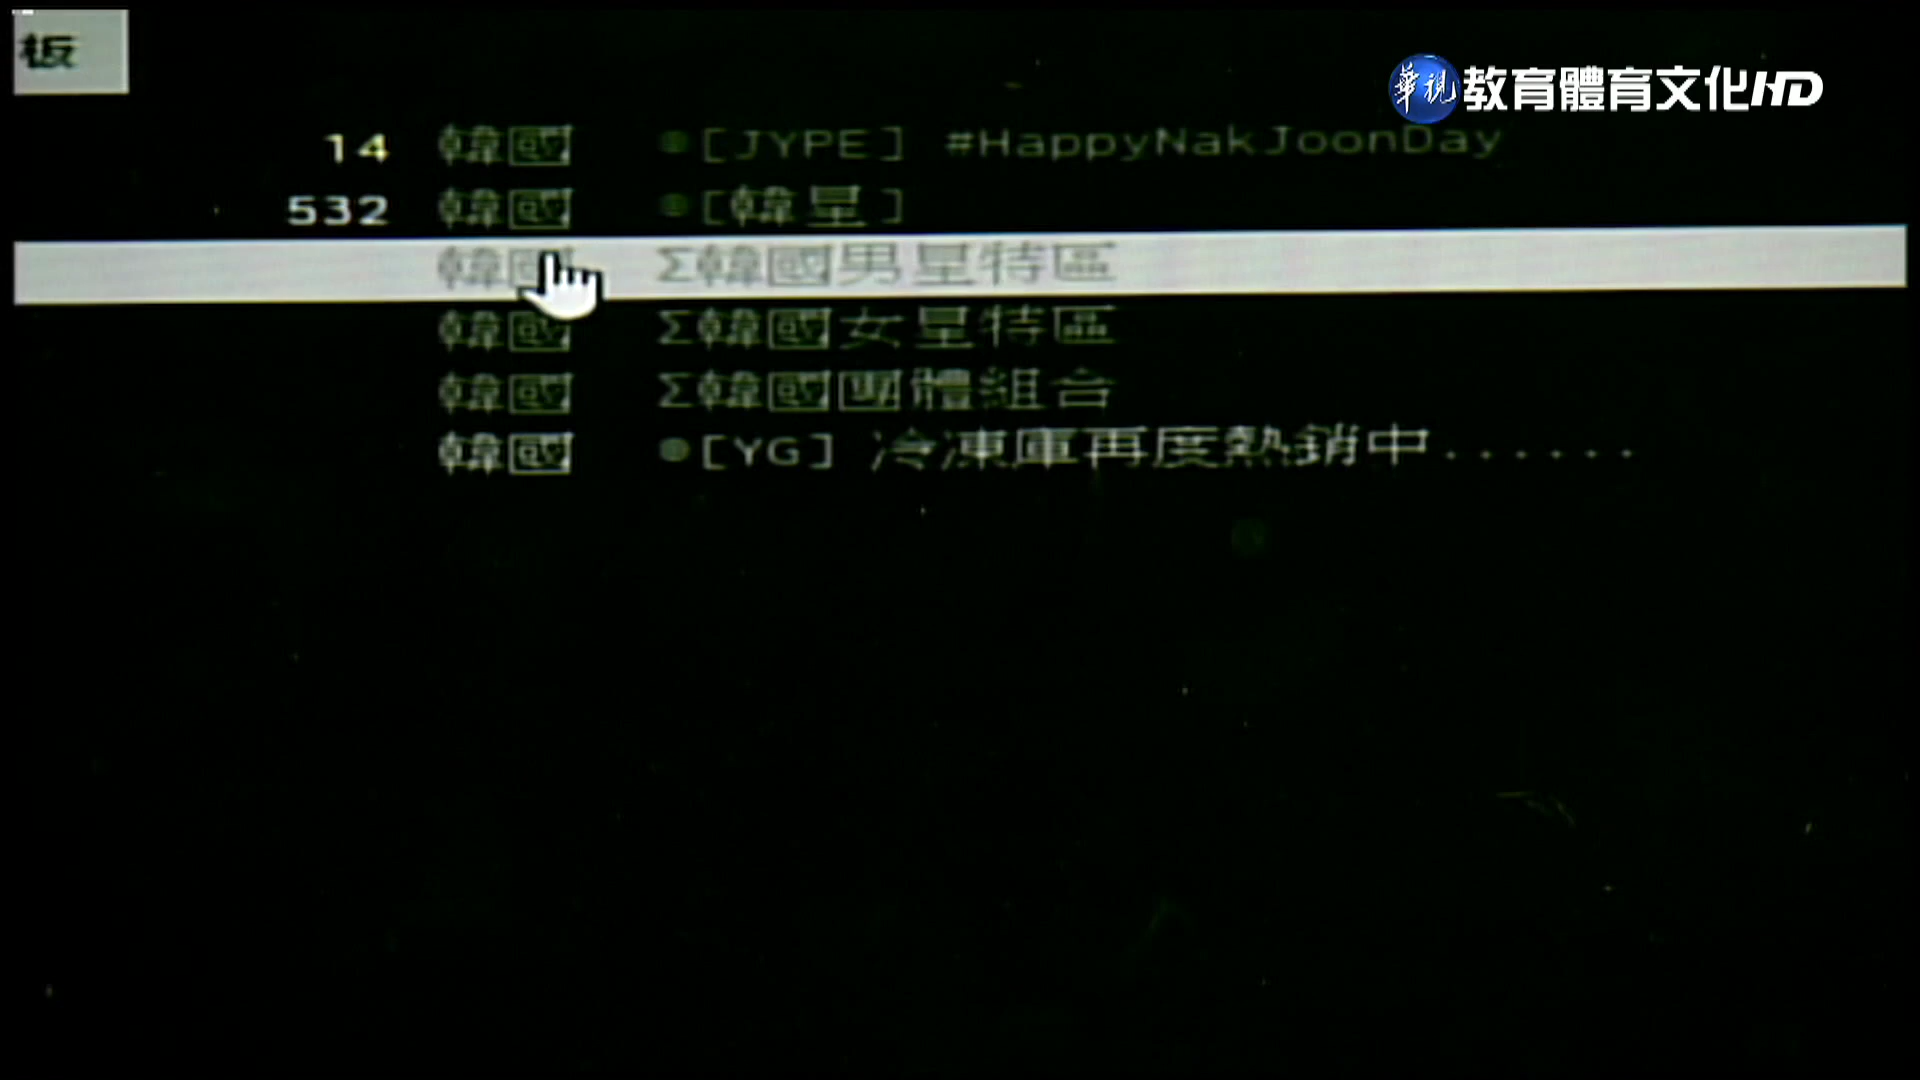 板
華視 教育體育文化HD
14 韓國 ◎[JYPE] #HappyNakJoonDay
532 韓國 ◎[韓星]
韓國 Σ韓國男星特區
韓國 Σ韓國女星特區
韓國 Σ韓國團體組合
韓國 ◎[YG] 冷凍庫再度熱銷中......